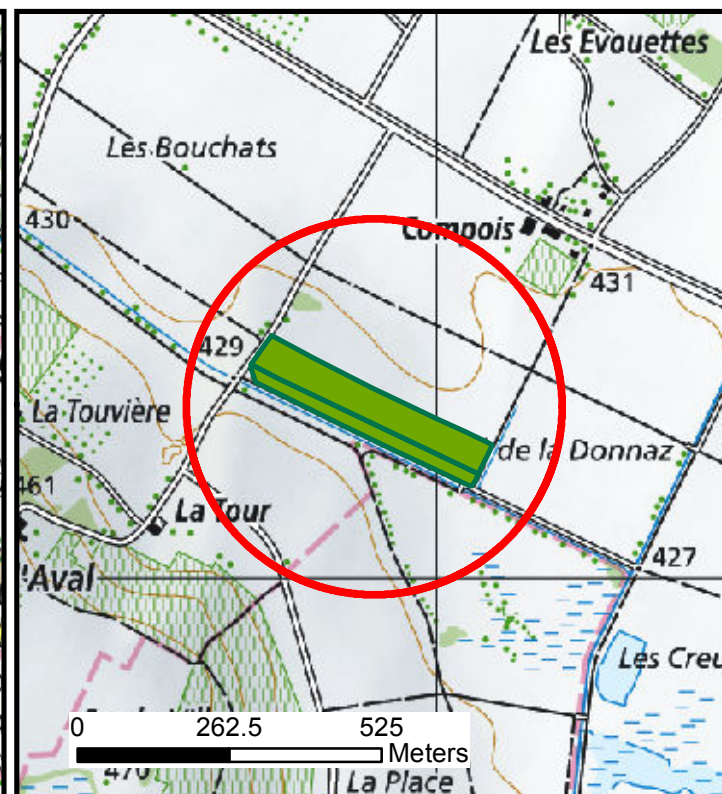 Les Evouettes
Les Bouchats
430
Compois
431
429
La Touvière
de la Donnaz
461
La Tour
427
'Aval
Les Creu
0 262.5 525
Meters
470
La Place